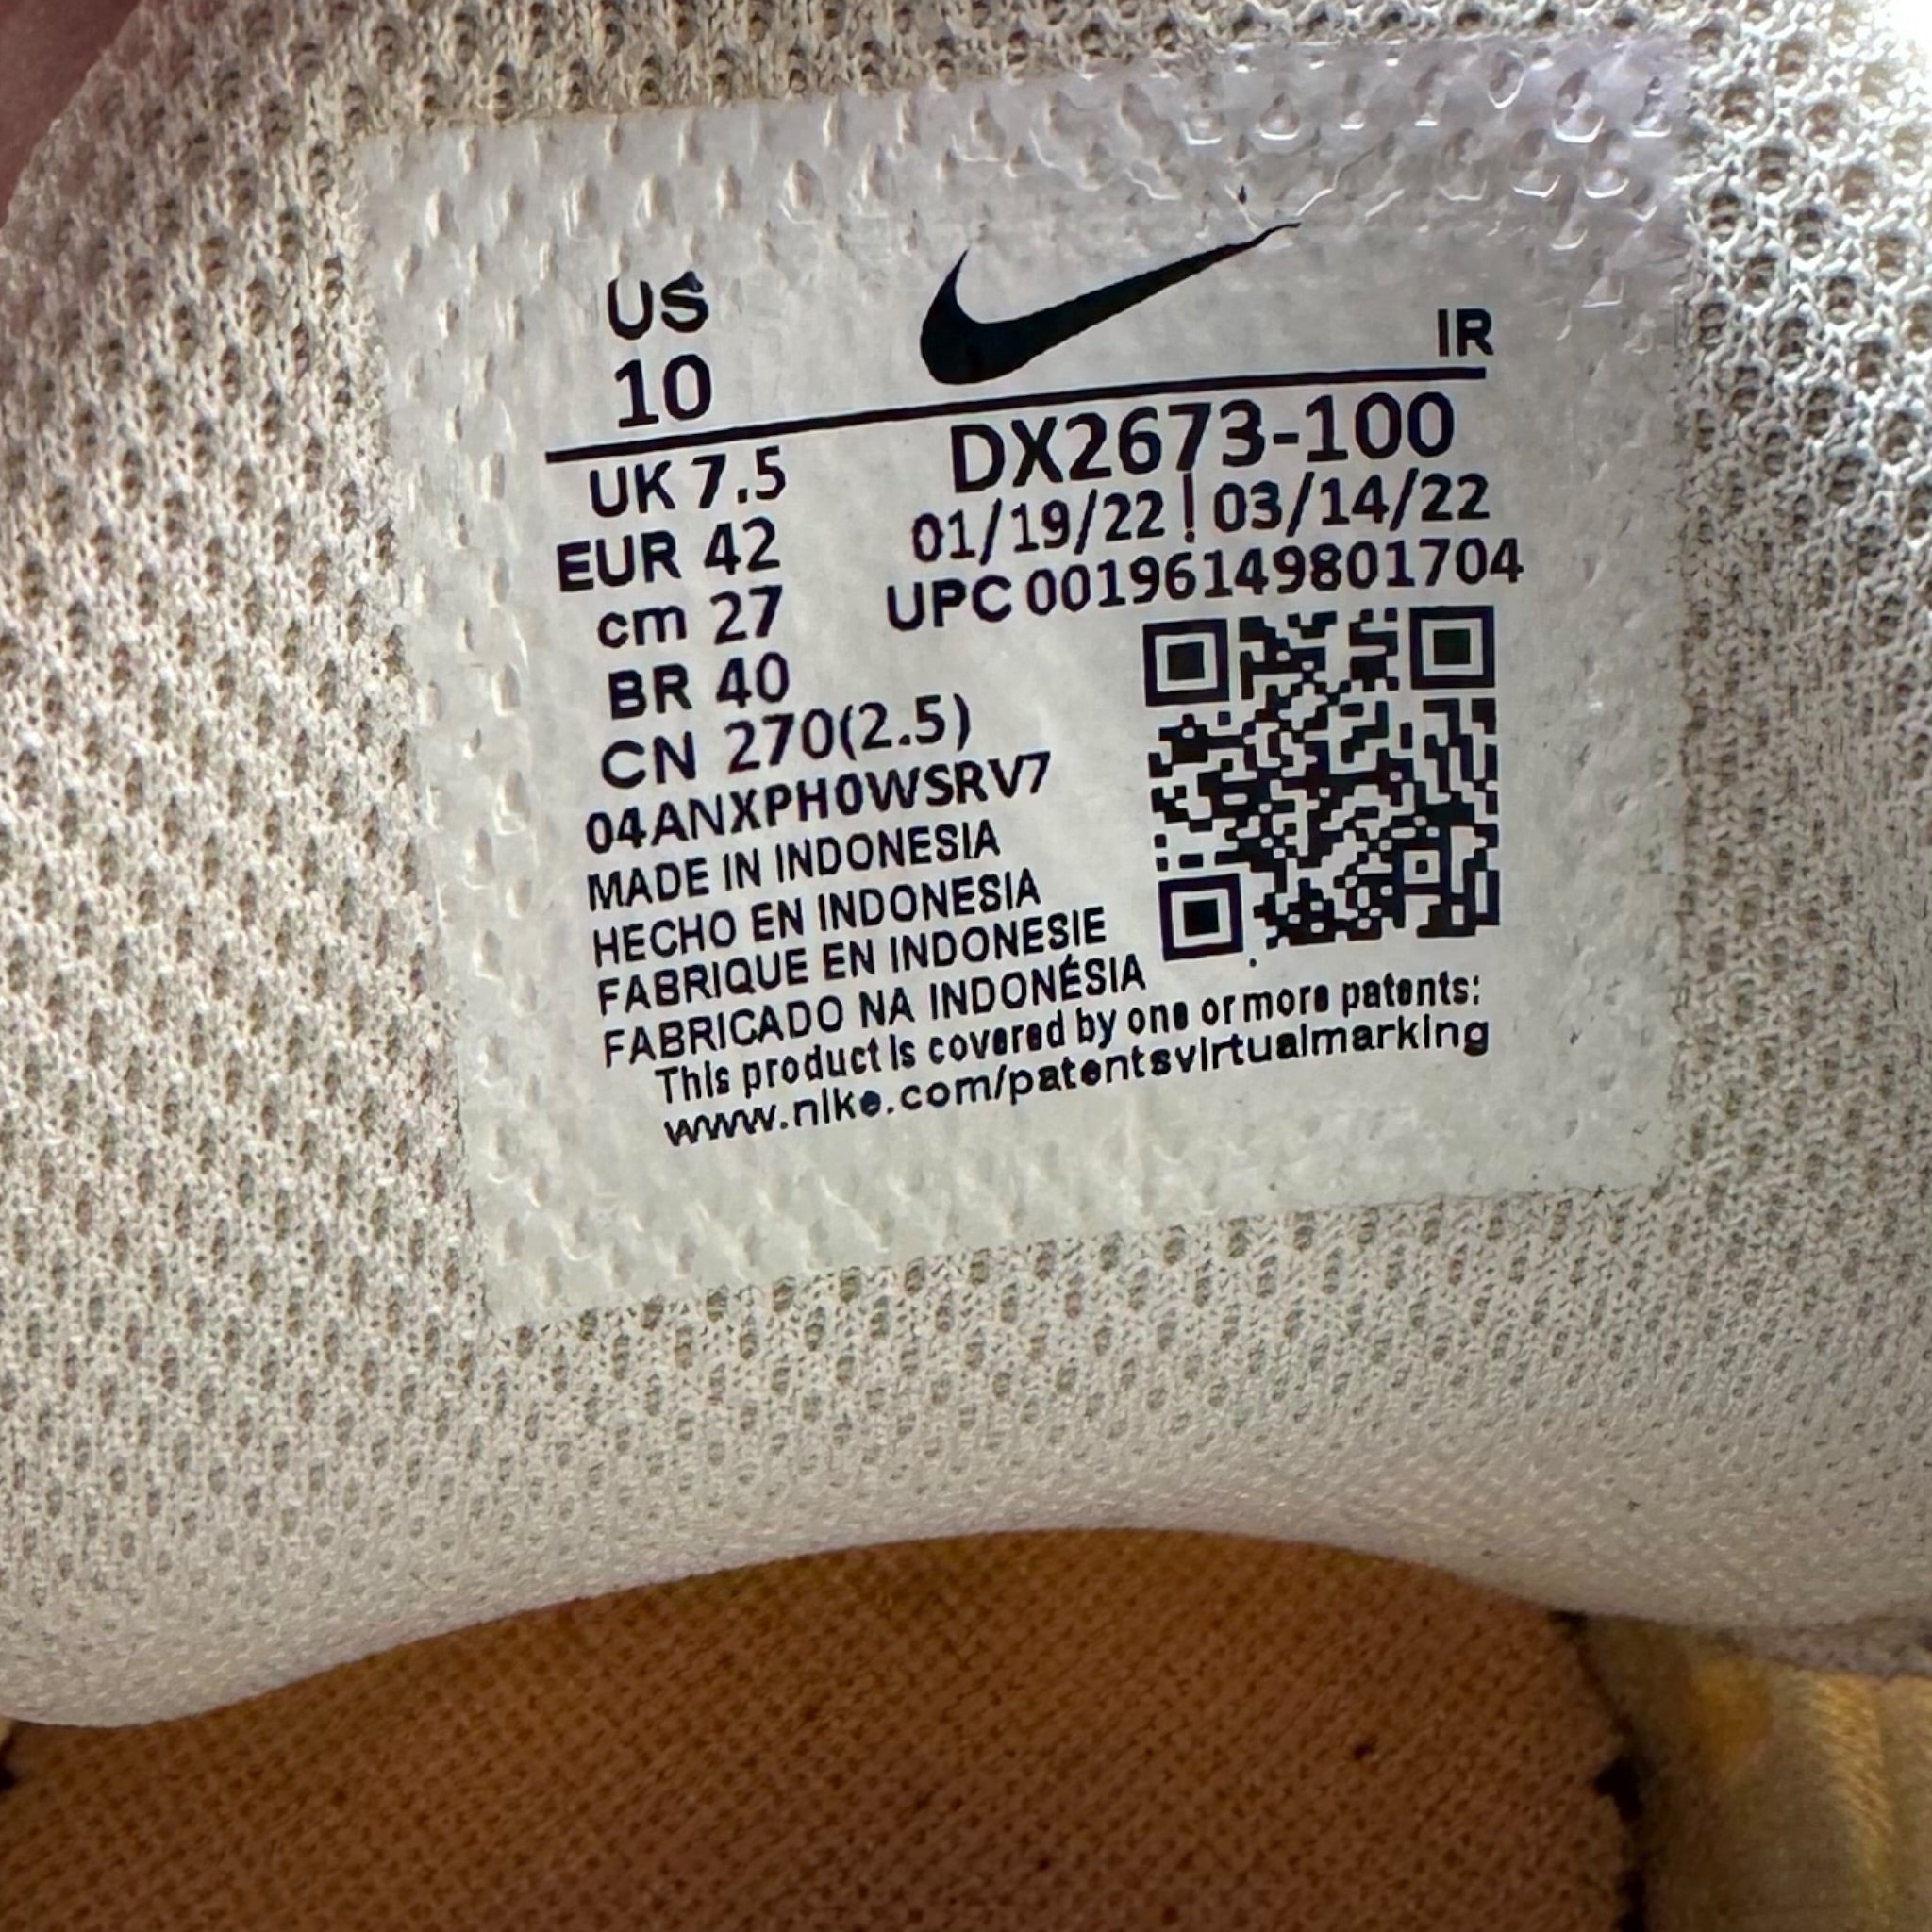 US
10
IR
UK 7.5
EUR 42
cm 27
BR 40
CN 270(2.5)
DX2673-100
01/19/22 | 03/14/22
UPC 00196149801704
04ANXPH0WSRV7
MADE IN INDONESIA
HECHO EN INDONESIA
FABRIQUE EN INDONESIE
FABRICADO NA INDONÉSIA
This product is covered by one or more patents:
www.nike.com/patentsvirtualmarking